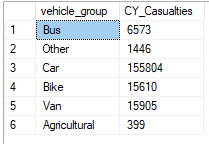 vehicle_group CY_Casualties
1 Bus 6573
2 Other 1446
3 Car 155804
4 Bike 15610
5 Van 15905
6 Agricultural 399